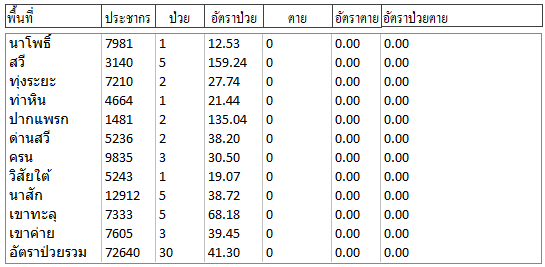 พื้นที่ ประชากร ป่วย อัตราป่วย ตาย อัตราตาย อัตราป่วยตาย
นาโพธิ์ 7981 1 12.53 0 0.00 0.00
สวี 3140 5 159.24 0 0.00 0.00
ทุ่งระยะ 7210 2 27.74 0 0.00 0.00
ท่าหิน 4664 1 21.44 0 0.00 0.00
ปากแพรก 1481 2 135.04 0 0.00 0.00
ด่านสวี 5236 2 38.20 0 0.00 0.00
ครน 9835 3 30.50 0 0.00 0.00
วิสัยใต้ 5243 1 19.07 0 0.00 0.00
นาสัก 12912 5 38.72 0 0.00 0.00
เขาทะลุ 7333 5 68.18 0 0.00 0.00
เขาค่าย 7605 3 39.45 0 0.00 0.00
อัตราป่วยรวม 72640 30 41.30 0 0.00 0.00